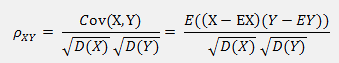 ρ_XY = Cov(X,Y) / (√D(X) √D(Y)) = E((X − EX)(Y − EY)) / (√D(X) √D(Y))